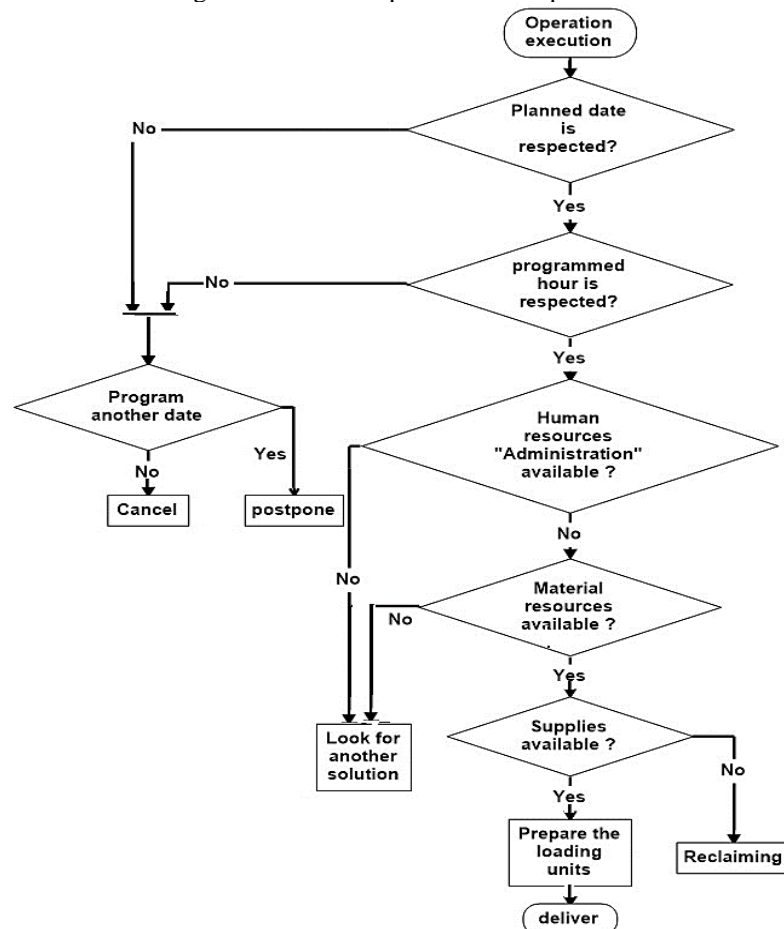 Operation
execution
Planned date
is
respected?
No
Yes
programmed
hour is
respected?
No
Yes
Program
another date
Human
resources
"Administration"
available ?
Yes
No
Cancel
postpone
No
No
Material
resources
available ?
No
Yes
Look for
another
solution
Supplies
available ?
No
Yes
Prepare the
loading
units
Reclaiming
deliver